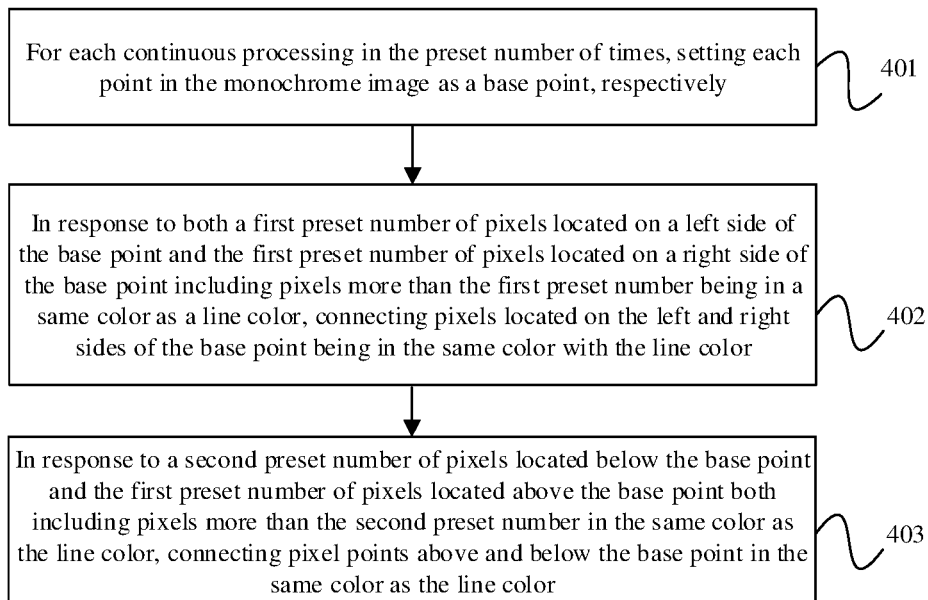 For each continuous processing in the preset number of times, setting each
point in the monochrome image as a base point, respectively
401
In response to both a first preset number of pixels located on a left side of
the base point and the first preset number of pixels located on a right side of
the base point including pixels more than the first preset number being in a
same color as a line color, connecting pixels located on the left and right
sides of the base point being in the same color with the line color
402
In response to a second preset number of pixels located below the base point
and the first preset number of pixels located above the base point both
including pixels more than the second preset number in the same color as
the line color, connecting pixel points above and below the base point in the
same color as the line color
403